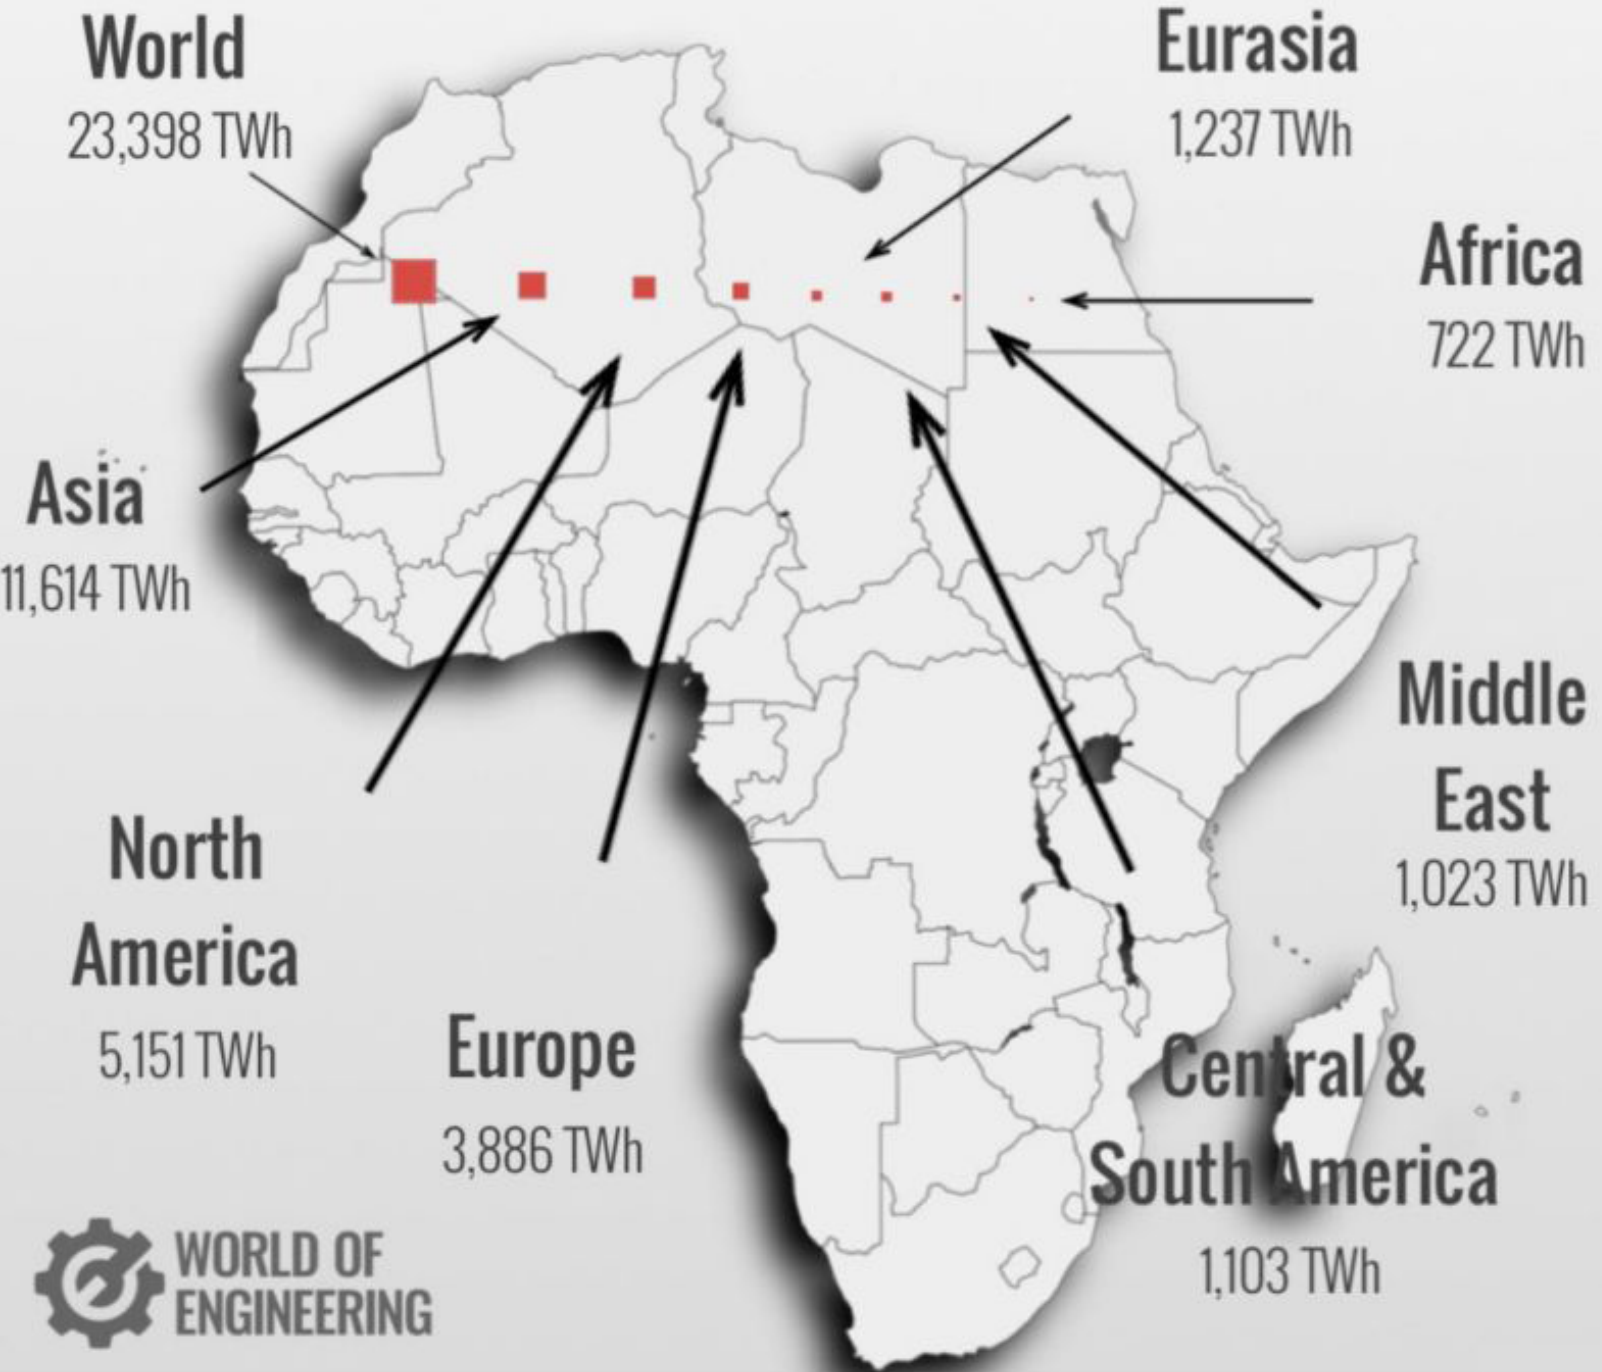 World
23,398 TWh
Eurasia
1,237 TWh
Africa
722 TWh
Asia
11,614 TWh
North
America
5,151 TWh
Europe
3,886 TWh
Middle
East
1,023 TWh
Central &
South America
1,103 TWh
WORLD OF
ENGINEERING